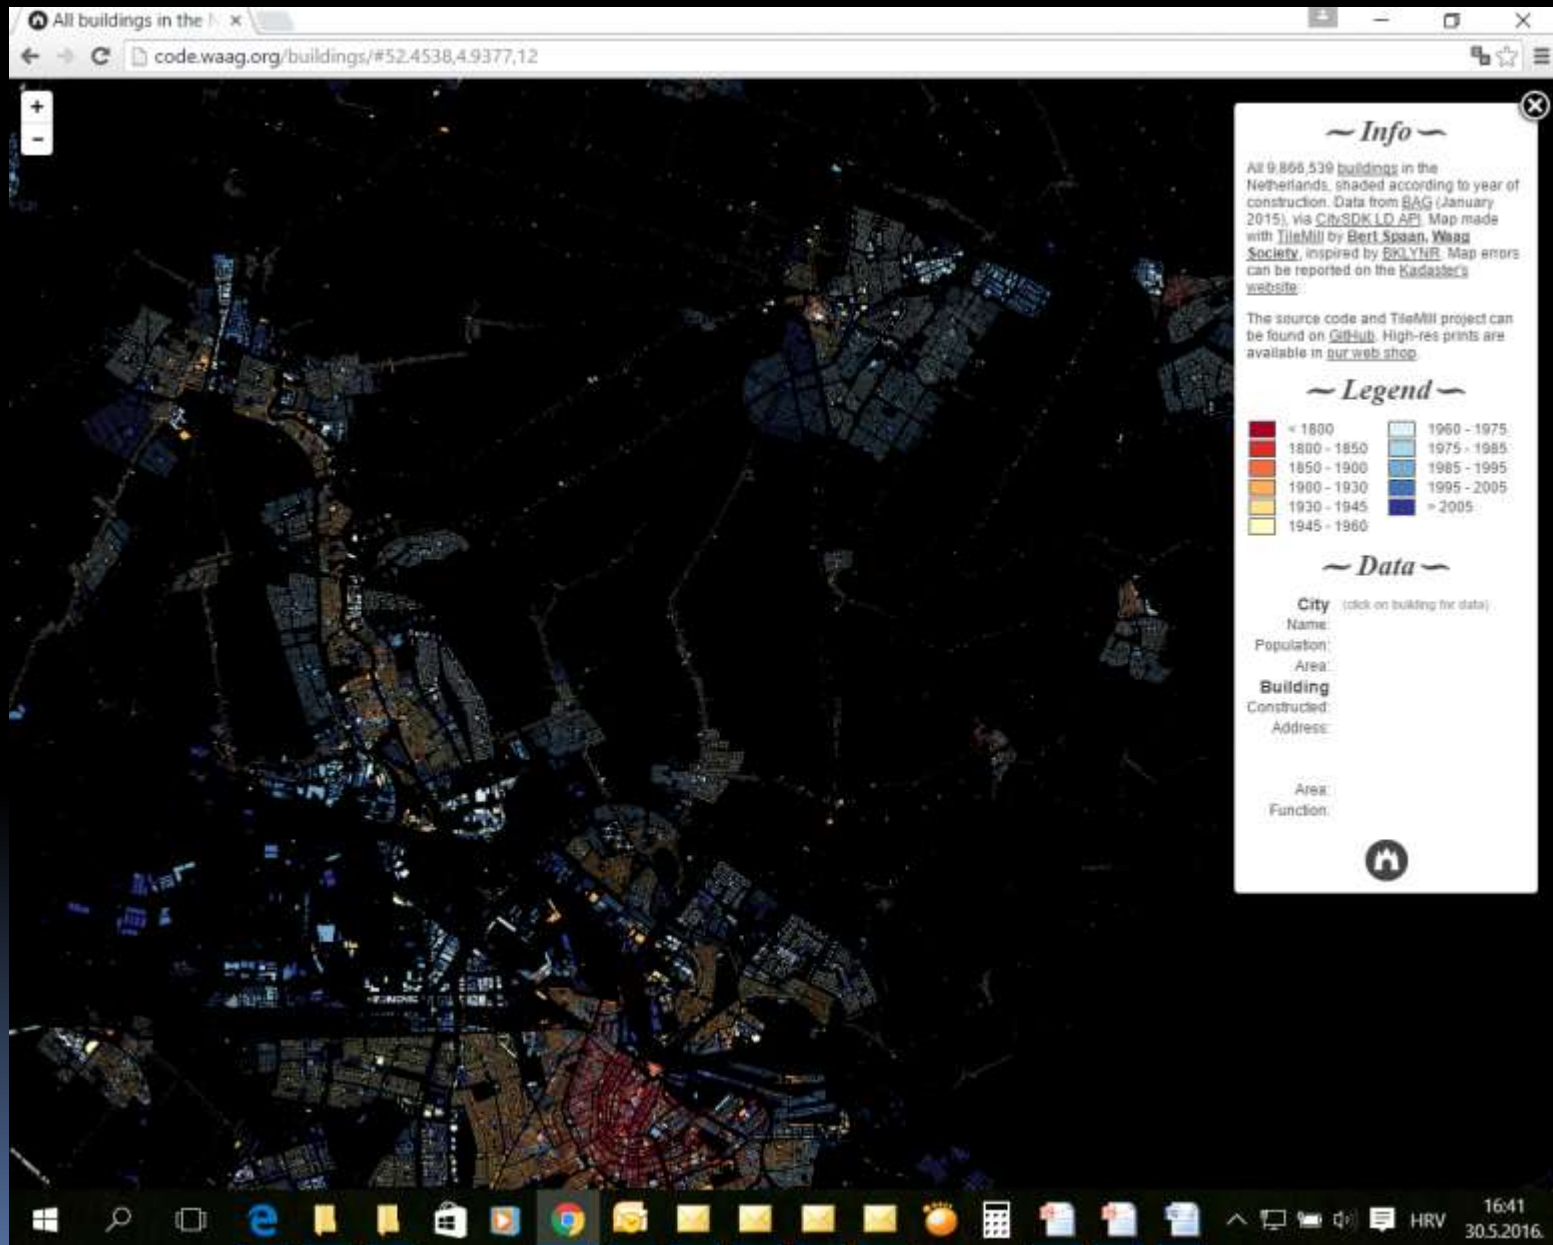 All buildings in the N
code.waag.org/buildings/#52.4538,4.9377,12
+
-
Info
All 9,866,539 buildings in the
Netherlands, shaded according to year of
construction. Data from BAG (January
2015), via CitySDK LD API. Map made
with TileMill by Bert Spaan, Waag
Society, inspired by BKLYNR. Map errors
can be reported on the Kadaster's
website
The source code and TileMill project can
be found on GitHub. High-res prints are
available in our web shop.
Legend
< 1800
1800 - 1850
1850 - 1900
1900 - 1930
1930 - 1945
1945 - 1960
1960 - 1975
1975 - 1985
1985 - 1995
1995 - 2005
> 2005
Data
City (click on building for data)
Name:
Population:
Area:
Building
Constructed:
Address:
Area:
Function:
HRV
16:41
30.5.2016.